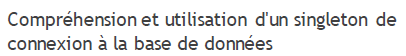 Compréhension et utilisation d'un singleton de
connexion à la base de données